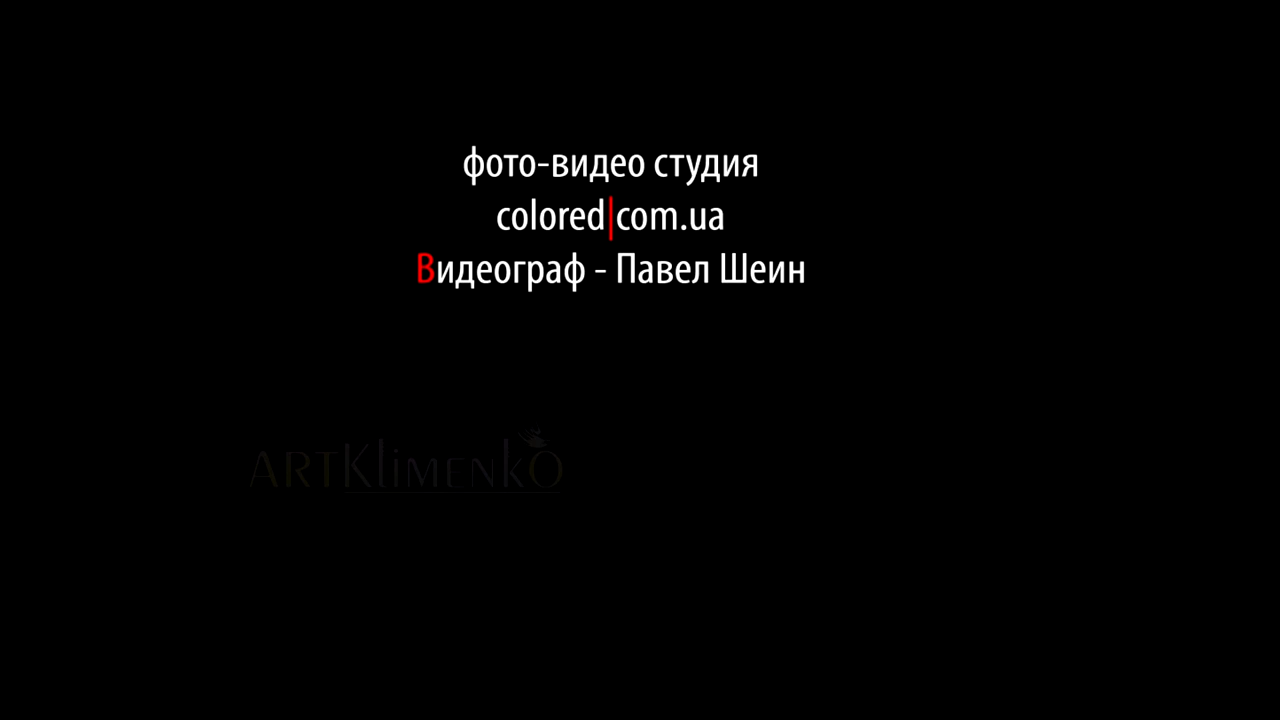 фото-видео студия
colored|com.ua
Видеограф - Павел Шеин
ARTKlimenko